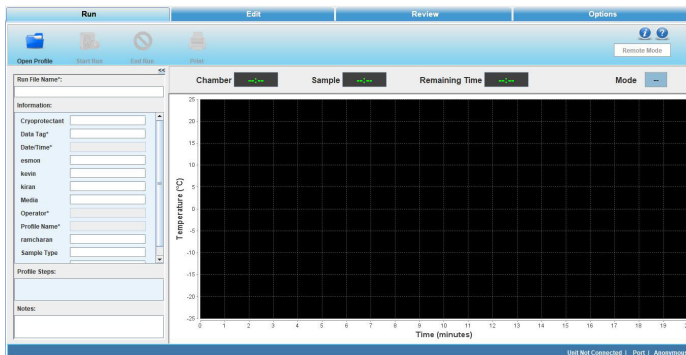 Run Edit Review Options
Open Profile Start Run End Run Print
Remote Mode
<<
Run File Name*:
Chamber --:-- Sample --:-- Remaining Time --:-- Mode --
Information:
Cryoprotectant
Data Tag*
Date/Time*
esmon
kevin
kiran
Media
Operator*
Profile Name*
ramcharan
Sample Type
Profile Steps:
Notes:
Temperature (°C)
25
20
15
10
5
0
-5
-10
-15
-20
-25
0 1 2 3 4 5 6 7 8 9 10 11 12 13 14 15 16 17 18 19
Time (minutes)
Unit Not Connected | Port | Anonymous